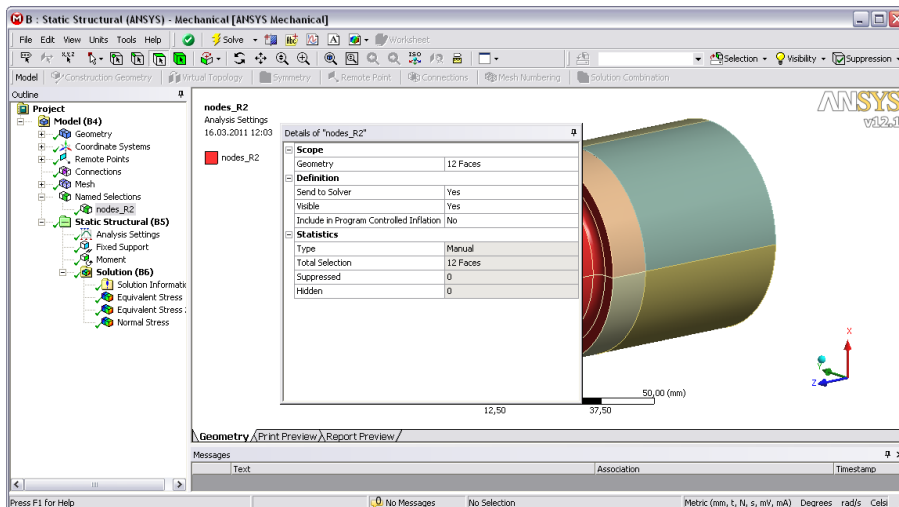 B : Static Structural (ANSYS) - Mechanical [ANSYS Mechanical]
File Edit View Units Tools Help Solve Worksheet
Selection Visibility Suppression
Model Construction Geometry Virtual Topology Symmetry Remote Point Connections Mesh Numbering Solution Combination
Outline
Project
Model (B4)
Geometry
Coordinate Systems
Remote Points
Connections
Mesh
Named Selections
nodes_R2
Static Structural (B5)
Analysis Settings
Fixed Support
Moment
Solution (B6)
Solution Informatic
Equivalent Stress
Equivalent Stress
Normal Stress
nodes_R2
Analysis Settings
16.03.2011 12:03
nodes_R2
Details of "nodes_R2"
Scope
Geometry 12 Faces
Definition
Send to Solver Yes
Visible Yes
Include in Program Controlled Inflation No
Statistics
Type Manual
Total Selection 12 Faces
Suppressed 0
Hidden 0
ANSYS
v12.1
X
Y
Z
50,00 (mm)
12,50 37,50
Geometry Print Preview Report Preview
Messages
Text Association Timestamp
Press F1 for Help No Messages No Selection Metric (mm, t, N, s, mV, mA) Degrees rad/s Celsi